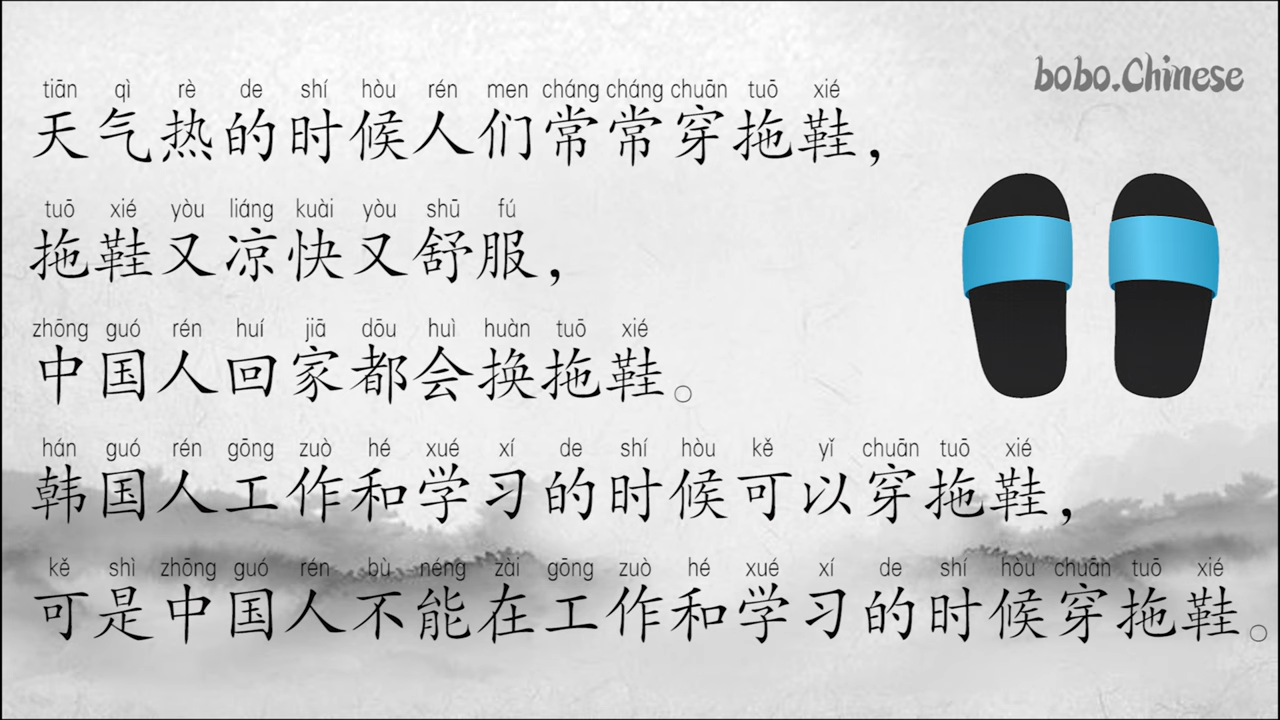 bobo.Chinese
tiān qì rè de shí hòu rén men cháng cháng chuān tuō xié
天气热的时候人们常常穿拖鞋，
tuō xié yòu liáng kuài yòu shū fú
拖鞋又凉快又舒服，
zhōng guó rén huí jiā dōu huì huàn tuō xié
中国人回家都会换拖鞋。
hán guó rén gōng zuò hé xué xí de shí hòu kě yǐ chuān tuō xié
韩国人工作和学习的时候可以穿拖鞋，
kě shì zhōng guó rén bù néng zài gōng zuò hé xué xí de shí hòu chuān tuō xié
可是中国人不能在工作和学习的时候穿拖鞋。